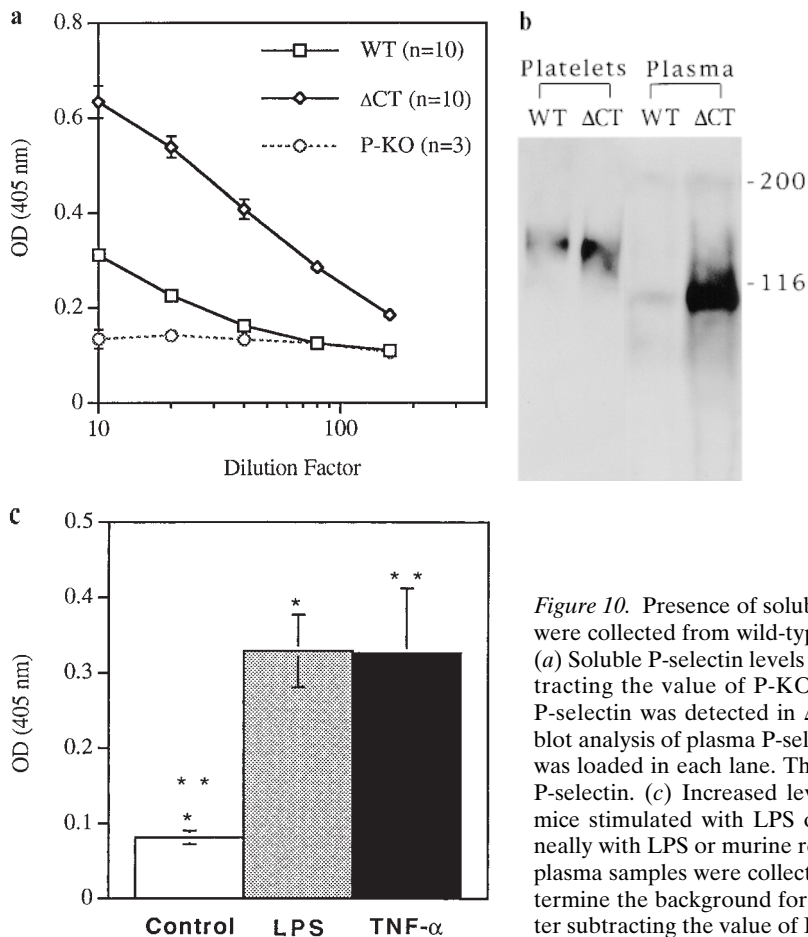 a
0.8
0.6
0.4
0.2
0
OD (405 nm)
WT (n=10)
ΔCT (n=10)
P-KO (n=3)
10
100
Dilution Factor
b
Platelets Plasma
WT ΔCT WT ΔCT
-200
-116
c
0.5
0.4
0.3
0.2
0.1
0
OD (405 nm)
* *
*
*
* *
Control LPS TNF-α
Figure 10. Presence of solub
were collected from wild-typ
(a) Soluble P-selectin levels
tracting the value of P-KO
P-selectin was detected in Δ
blot analysis of plasma P-sel
was loaded in each lane. Th
P-selectin. (c) Increased lev
mice stimulated with LPS o
neally with LPS or murine re
plasma samples were collect
termine the background for
ter subtracting the value of